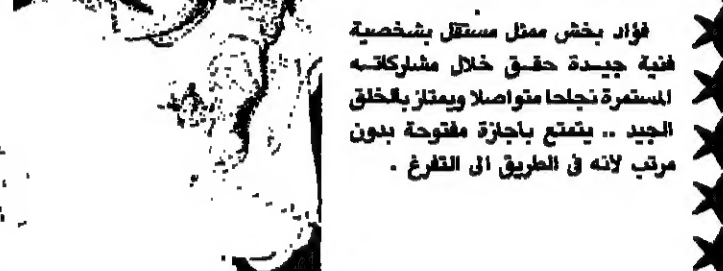 فؤاد بخش ممثل مستقل بشخصية
فنية جيدة حقق خلال مشاركاته
المستمرة نجاحا متواصلا ويمتاز بالخلق
الجيد .. يتمتع باجازة مفتوحة بدون
مرتب لانه في الطريق الى التفرغ .